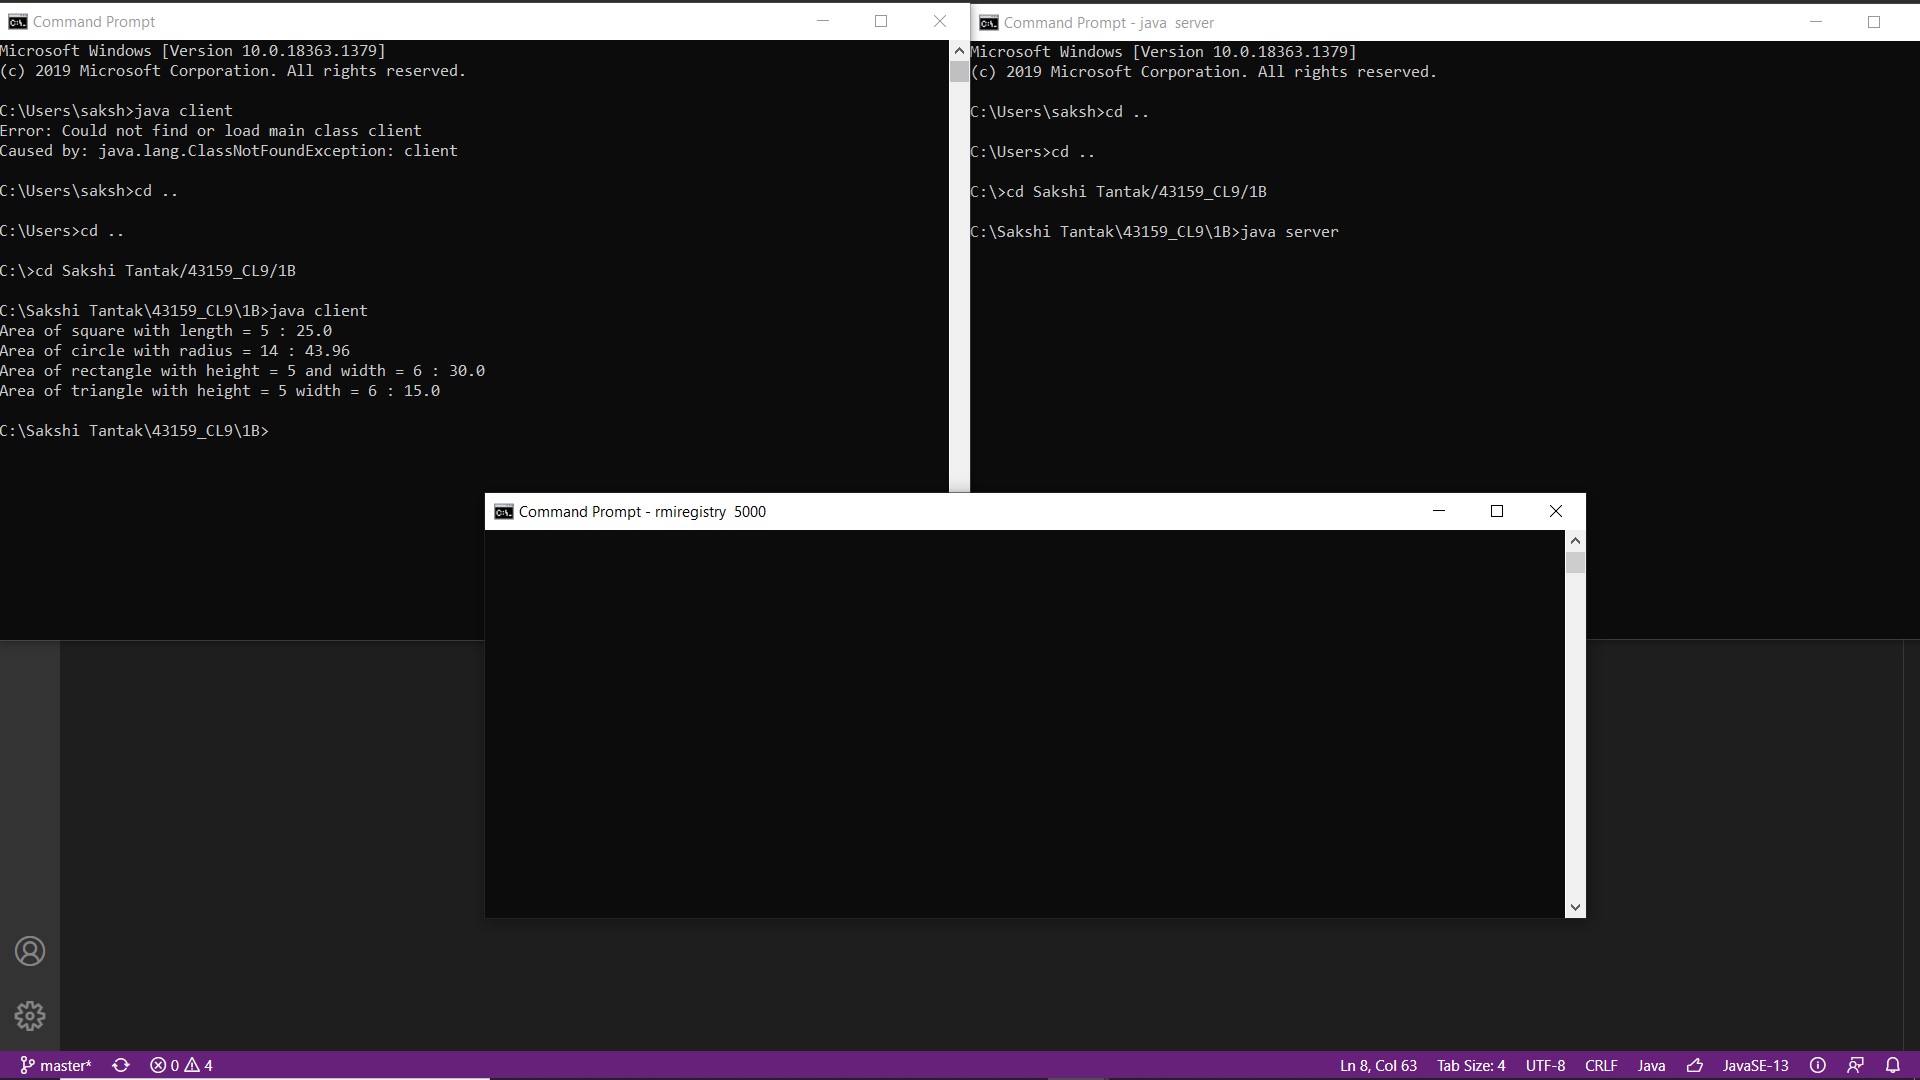 Command Prompt
Microsoft Windows [Version 10.0.18363.1379]
(c) 2019 Microsoft Corporation. All rights reserved.
C:\Users\saksh>java client
Error: Could not find or load main class client
Caused by: java.lang.ClassNotFoundException: client
C:\Users\saksh>cd ..
C:\Users>cd ..
C:\>cd Sakshi Tantak/43159_CL9/1B
C:\Sakshi Tantak\43159_CL9\1B>java client
Area of square with length = 5 : 25.0
Area of circle with radius = 14 : 43.96
Area of rectangle with height = 5 and width = 6 : 30.0
Area of triangle with height = 5 width = 6 : 15.0
C:\Sakshi Tantak\43159_CL9\1B>
Command Prompt - java  server
Microsoft Windows [Version 10.0.18363.1379]
(c) 2019 Microsoft Corporation. All rights reserved.
C:\Users\saksh>cd ..
C:\Users>cd ..
C:\>cd Sakshi Tantak/43159_CL9/1B
C:\Sakshi Tantak\43159_CL9\1B>java server
Command Prompt - rmiregistry  5000
master* 0 4 Ln 8, Col 63 Tab Size: 4 UTF-8 CRLF Java JavaSE-13